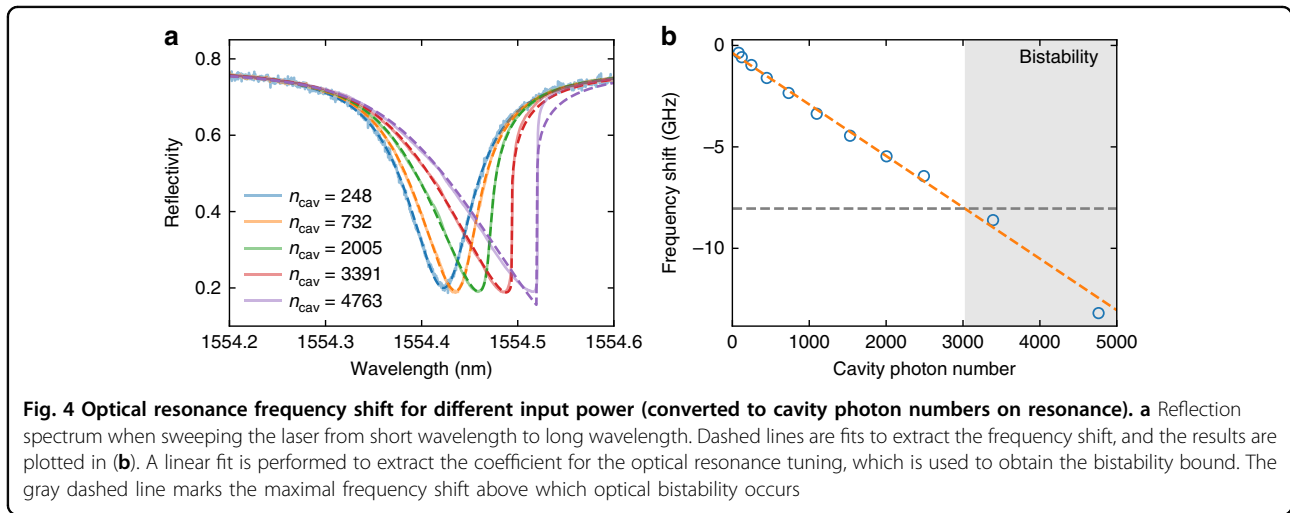 a
0.8
0.6
0.4
0.2
Reflectivity
n_cav = 248
n_cav = 732
n_cav = 2005
n_cav = 3391
n_cav = 4763
1554.2 1554.3 1554.4 1554.5 1554.6
Wavelength (nm)
b
0
−5
−10
Frequency shift (GHz)
Bistability
0 1000 2000 3000 4000 5000
Cavity photon number
Fig. 4 Optical resonance frequency shift for different input power (converted to cavity photon numbers on resonance). a Reflection
spectrum when sweeping the laser from short wavelength to long wavelength. Dashed lines are fits to extract the frequency shift, and the results are
plotted in (b). A linear fit is performed to extract the coefficient for the optical resonance tuning, which is used to obtain the bistability bound. The
gray dashed line marks the maximal frequency shift above which optical bistability occurs